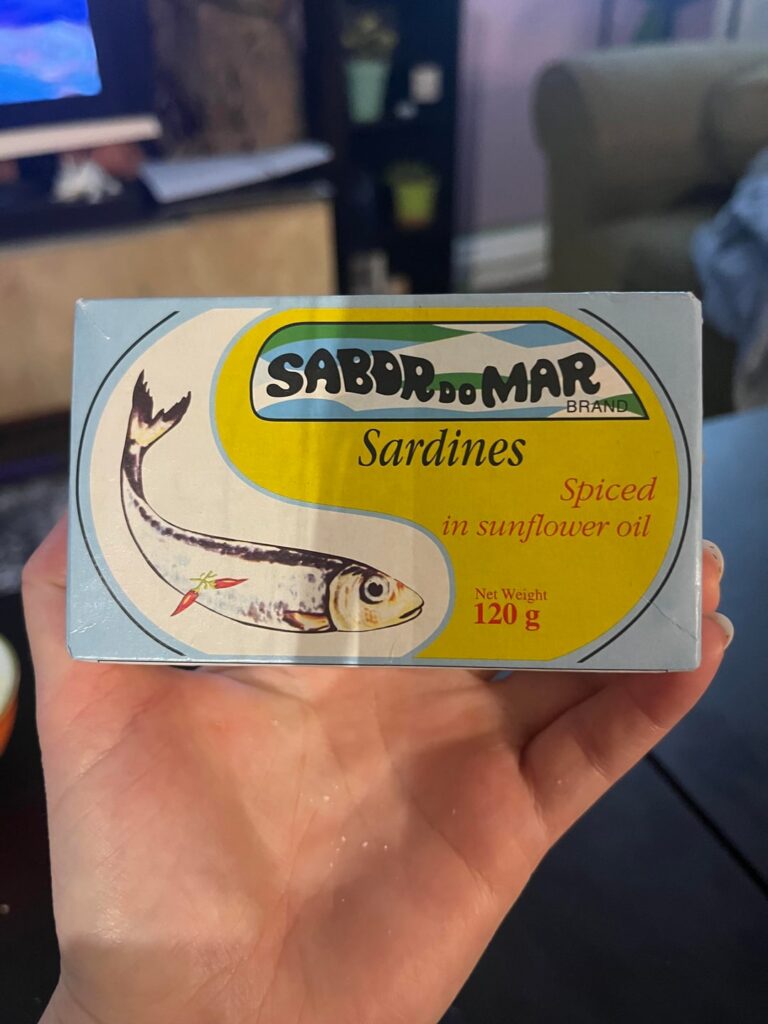 SABOR DO MAR
BRAND
Sardines
Spiced
in sunflower oil
Net Weight
120 g